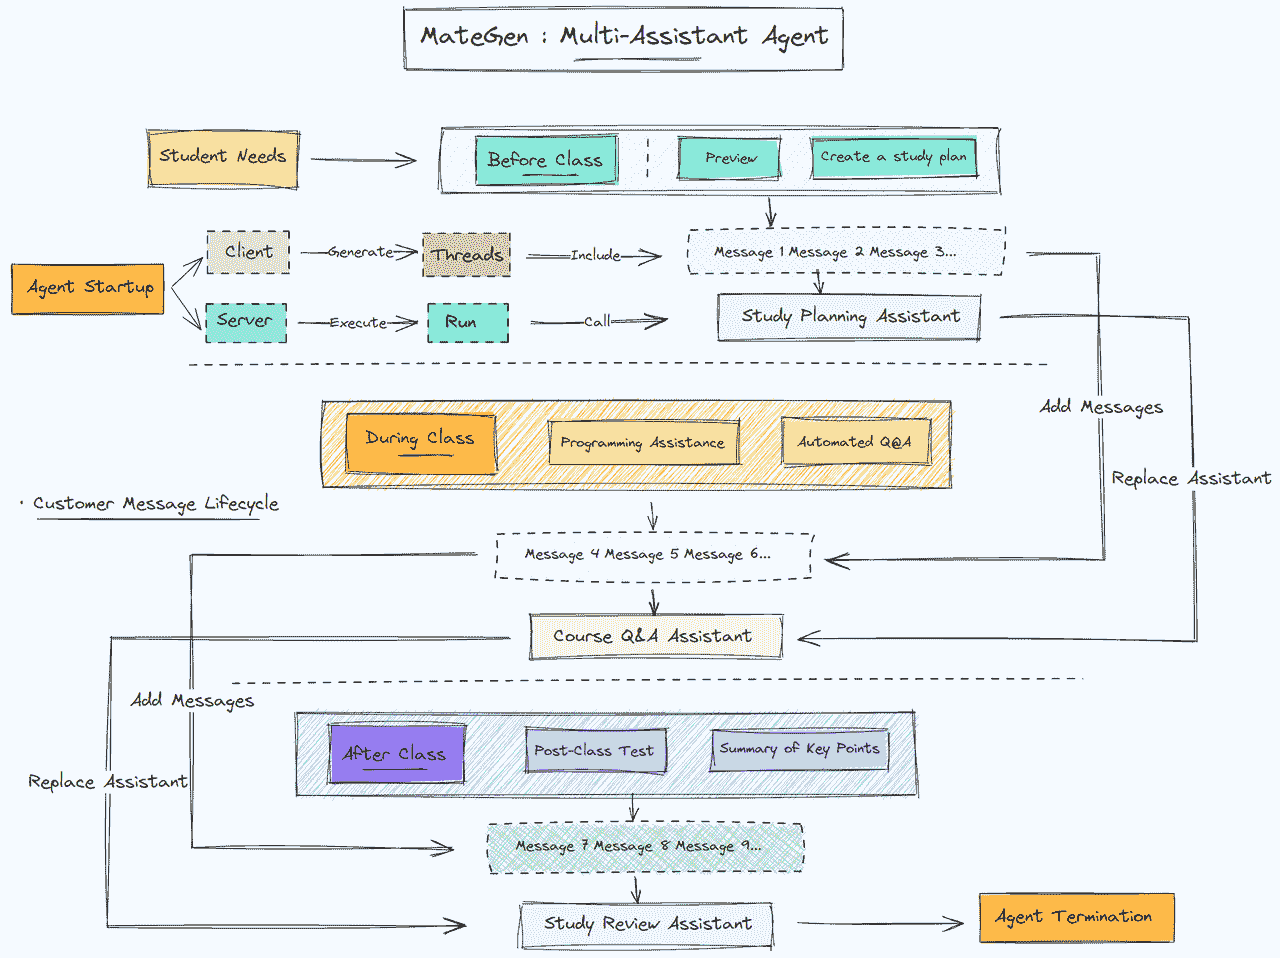 MateGen : Multi-Assistant Agent
Student Needs
Before Class
Preview
Create a study plan
Client
Generate
Threads
Include
Message 1 Message 2 Message 3...
Agent Startup
Server
Execute
Run
Call
Study Planning Assistant
Add Messages
During Class
Programming Assistance
Automated Q@A
Replace Assistant
· Customer Message Lifecycle
Message 4 Message 5 Message 6...
Course Q&A Assistant
Add Messages
After Class
Post-Class Test
Summary of Key Points
Replace Assistant
Message 7 Message 8 Message 9...
Study Review Assistant
Agent Termination